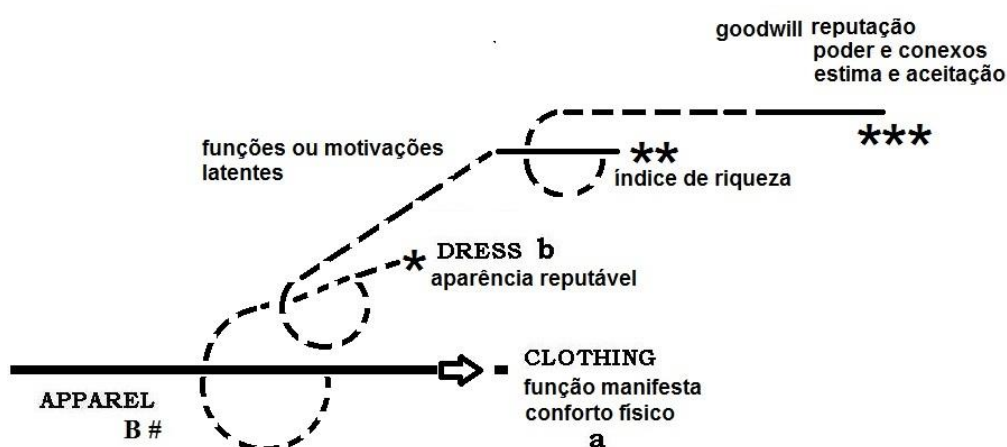 goodwill reputação
poder e conexos
estima e aceitação
***
funções ou motivações
latentes
**
índice de riqueza
* DRESS b
aparência reputável
CLOTHING
função manifesta
conforto físico
a
APPAREL
B #